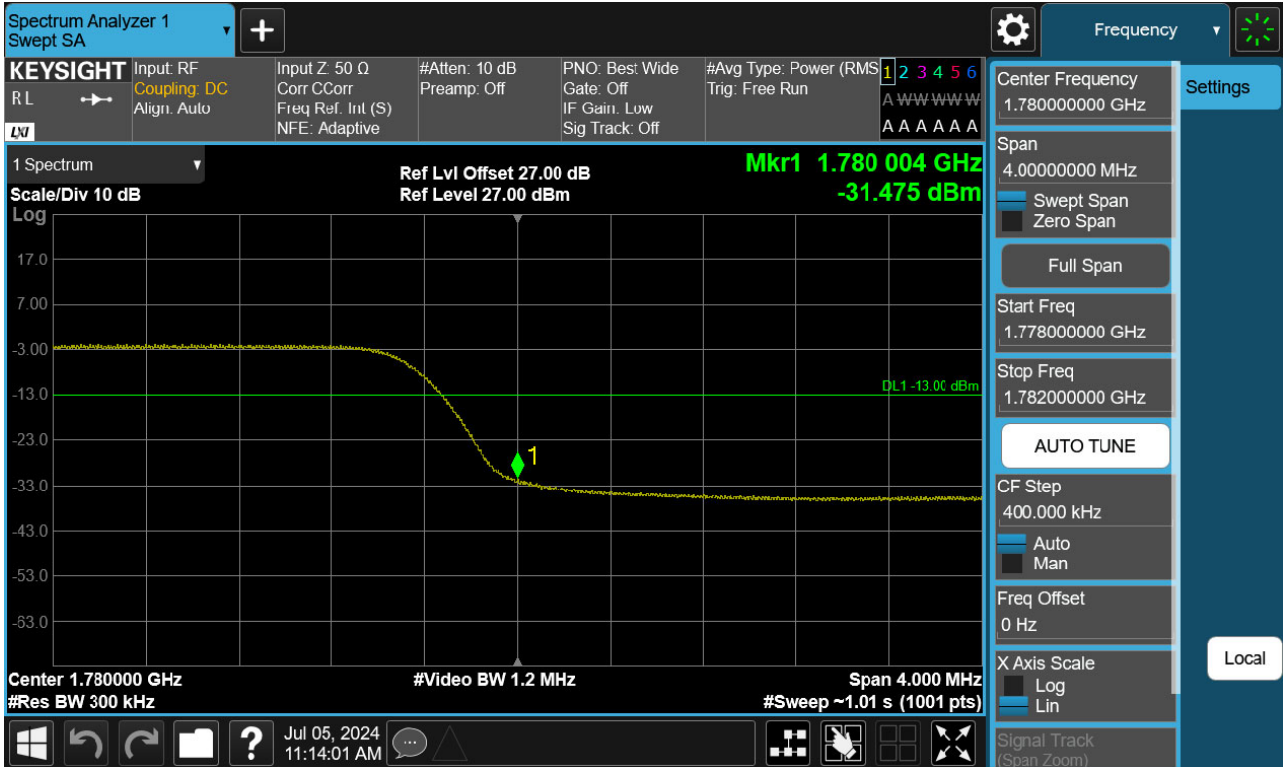 Spectrum Analyzer 1
Swept SA
Frequency
KEYSIGHT
R L
LXI
Input: RF
Coupling: DC
Align: Auto
Input Z: 50 Ω
Corr CCorr
Freq Ref: Int (S)
NFE: Adaptive
#Atten: 10 dB
Preamp: Off
PNO: Best Wide
Gate: Off
IF Gain: Low
Sig Track: Off
#Avg Type: Power (RMS
Trig: Free Run
1 2 3 4 5 6
A W W W W W
A A A A A A
1 Spectrum
Scale/Div 10 dB
Log
Ref Lvl Offset 27.00 dB
Ref Level 27.00 dBm
Mkr1 1.780 004 GHz
-31.475 dBm
17.0
7.00
-3.00
-13.0
-23.0
-33.0
-43.0
-53.0
-63.0
DL1 -13.00 dBm
1
Center 1.780000 GHz
#Res BW 300 kHz
#Video BW 1.2 MHz
Span 4.000 MHz
#Sweep ~1.01 s (1001 pts)
Center Frequency
1.780000000 GHz
Span
4.00000000 MHz
Swept Span
Zero Span
Full Span
Start Freq
1.778000000 GHz
Stop Freq
1.782000000 GHz
AUTO TUNE
CF Step
400.000 kHz
Auto
Man
Freq Offset
0 Hz
X Axis Scale
Log
Lin
Signal Track
(Span Zoom)
Settings
Local
?
Jul 05, 2024
11:14:01 AM